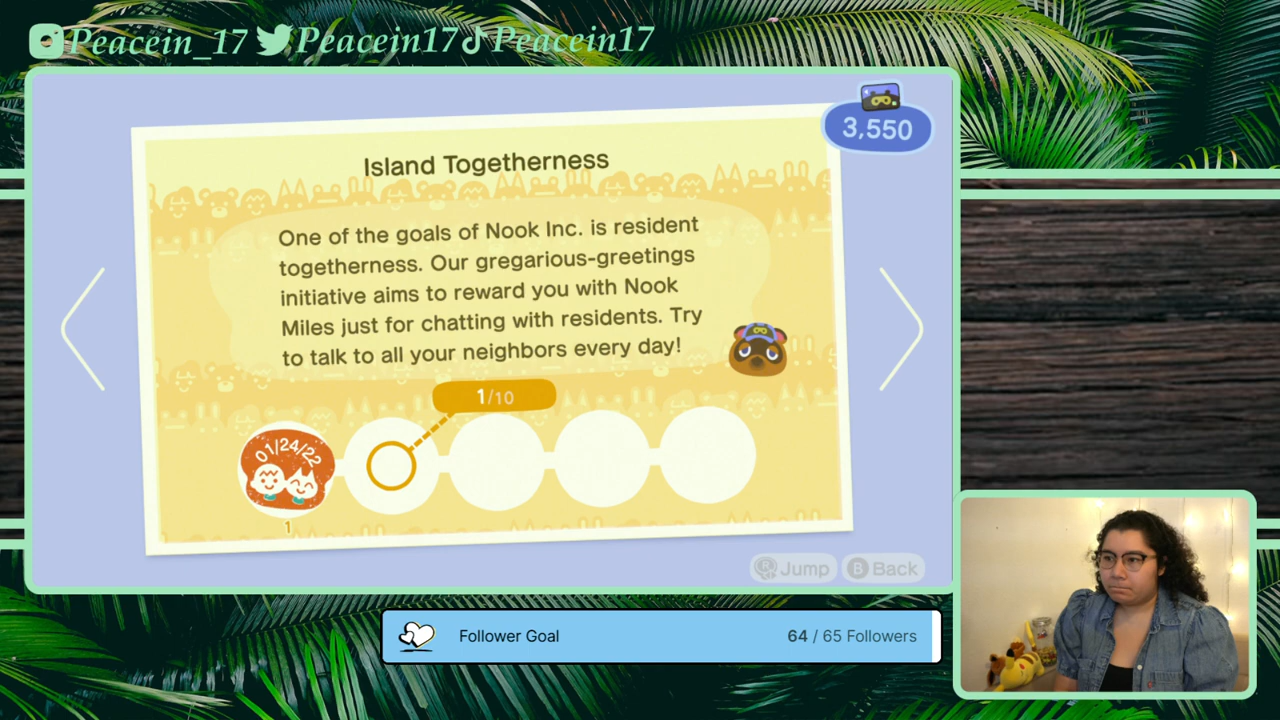 Peacein_17 Peacein17 Peacein17
3,550
Island Togetherness
One of the goals of Nook Inc. is resident
togetherness. Our gregarious-greetings
initiative aims to reward you with Nook
Miles just for chatting with residents. Try
to talk to all your neighbors every day!
1/10
01/24/22
1
R Jump B Back
Follower Goal 64 / 65 Followers